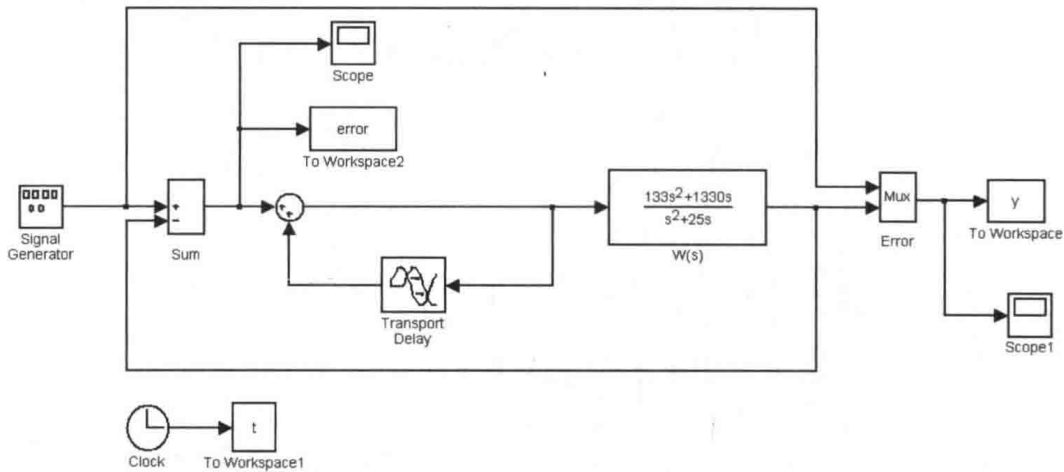 Scope
error
To Workspace2
+
−
Signal
Generator
Sum
+
+
133s²+1330s
s²+25s
W(s)
Mux
Error
y
To Workspace
Transport
Delay
Scope1
Clock
t
To Workspace1